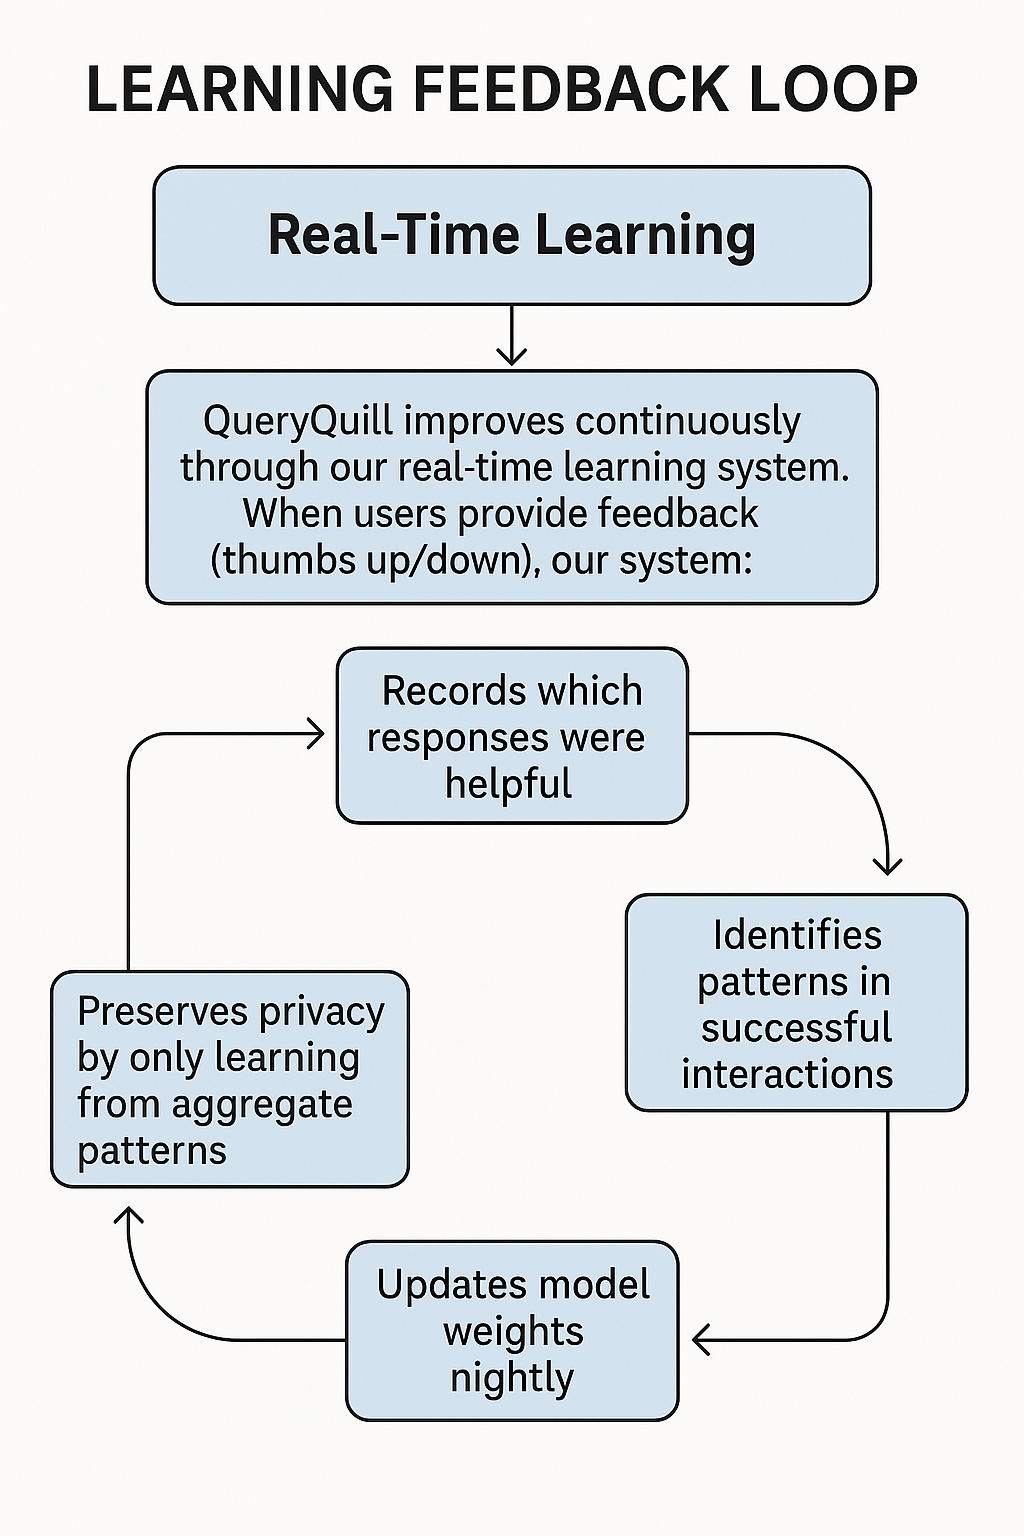 LEARNING FEEDBACK LOOP
Real-Time Learning
QueryQuill improves continuously
through our real-time learning system.
When users provide feedback
(thumbs up/down), our system:
Records which
responses were
helpful
Identifies
patterns in
successful
interactions
Updates model
weights
nightly
Preserves privacy
by only learning
from aggregate
patterns